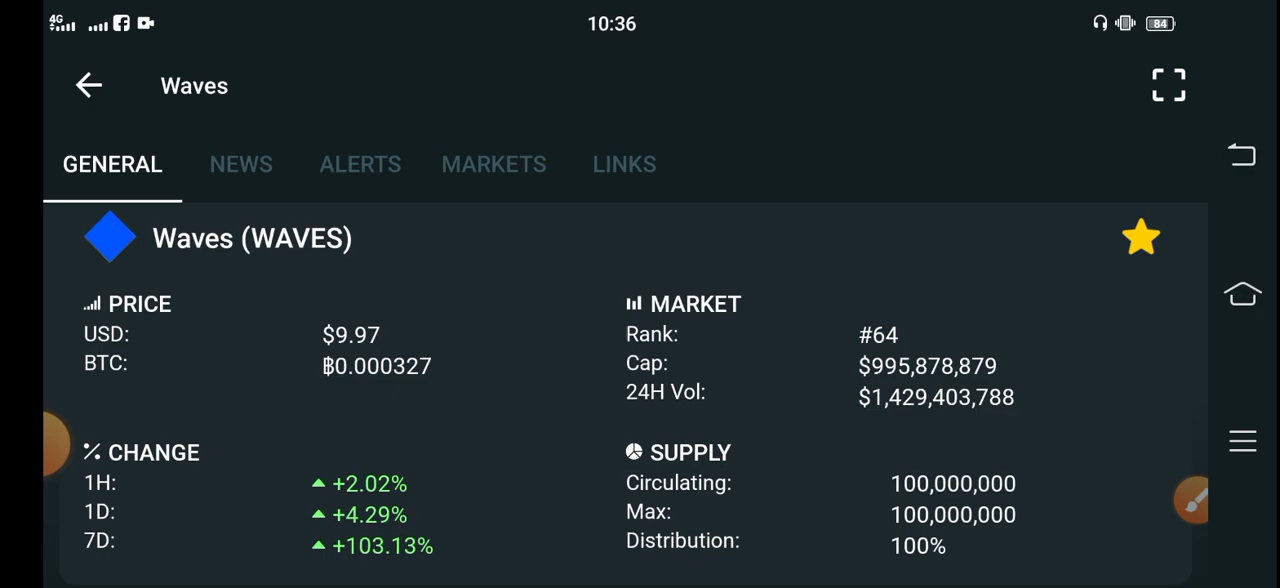 4G 10:36 84
Waves
GENERAL NEWS ALERTS MARKETS LINKS
Waves (WAVES)
PRICE
USD: $9.97
BTC: ฿0.000327
MARKET
Rank: #64
Cap: $995,878,879
24H Vol: $1,429,403,788
CHANGE
1H: +2.02%
1D: +4.29%
7D: +103.13%
SUPPLY
Circulating: 100,000,000
Max: 100,000,000
Distribution: 100%